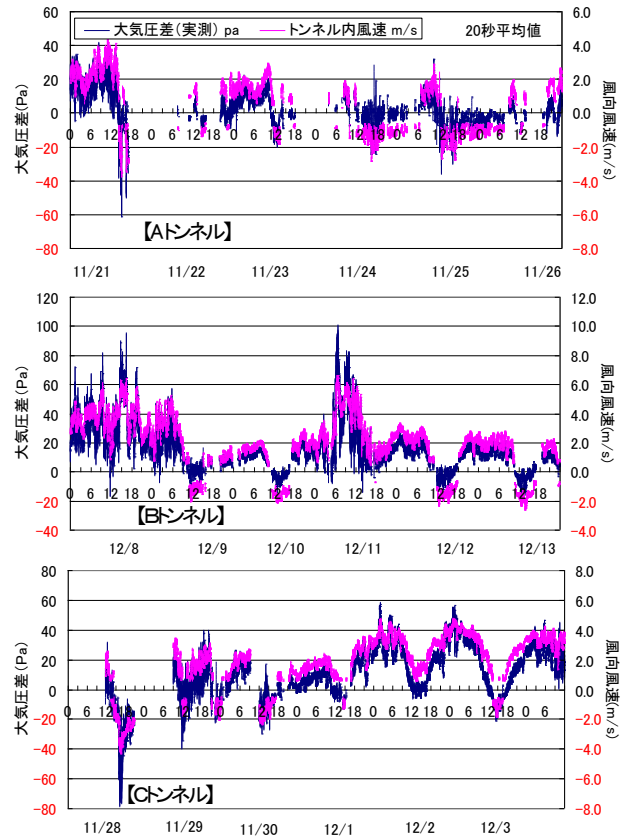 大気圧差(実測) pa トンネル内風速 m/s 20秒平均値
大気圧差(Pa)
風向風速(m/s)
60 40 20 0 -20 -40 -60 -80
6.0 4.0 2.0 0.0 -2.0 -4.0 -6.0 -8.0
0 6 12 18 0 6 12 18 0 6 12 18 0 6 12 18 0 6 12 18 0 6 12 18
【Aトンネル】
11/21 11/22 11/23 11/24 11/25 11/26
大気圧差(Pa)
風向風速(m/s)
120 100 80 60 40 20 0 -20 -40
12.0 10.0 8.0 6.0 4.0 2.0 0.0 -2.0 -4.0
0 6 12 18 0 6 12 18 0 6 12 18 0 6 12 18 0 6 12 18 0 6 12 18
【Bトンネル】
12/8 12/9 12/10 12/11 12/12 12/13
大気圧差(Pa)
風向風速(m/s)
80 60 40 20 0 -20 -40 -60 -80
8.0 6.0 4.0 2.0 0.0 -2.0 -4.0 -6.0 -8.0
0 6 12 18 0 6 12 18 0 6 12 18 0 6 12 18 0 6 12 18 0 6 12 18 0 6
【Cトンネル】
11/28 11/29 11/30 12/1 12/2 12/3